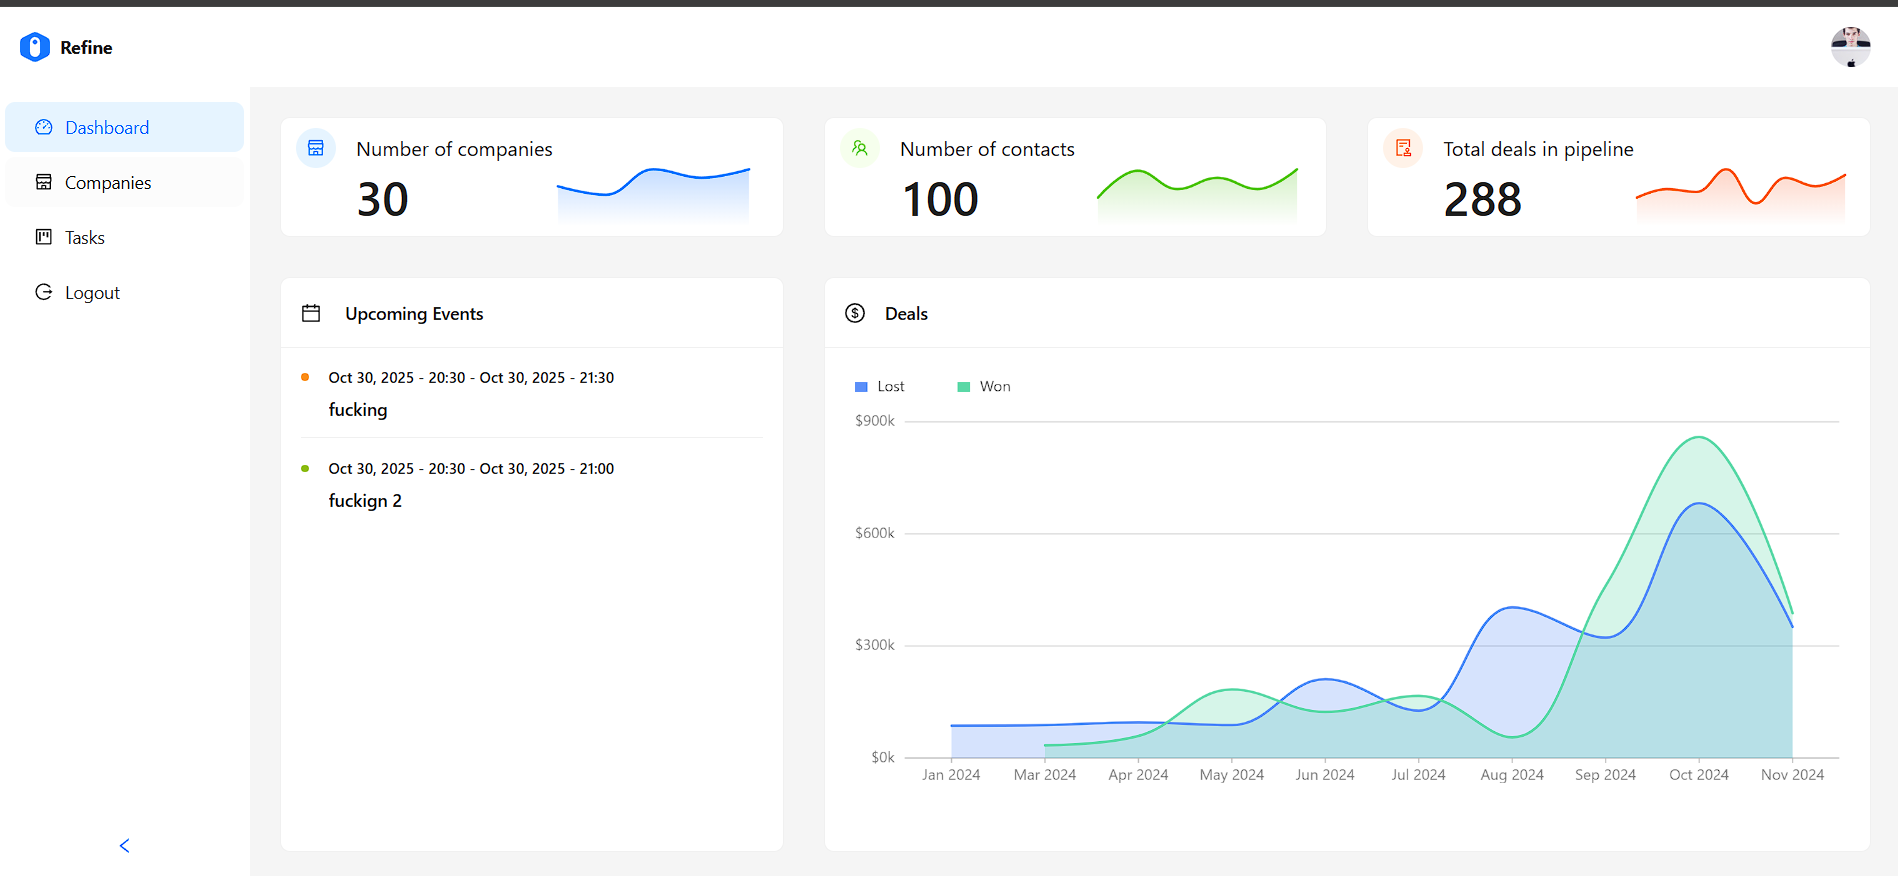 Refine
Dashboard
Companies
Tasks
Logout
Number of companies
30
Number of contacts
100
Total deals in pipeline
288
Upcoming Events
Oct 30, 2025 - 20:30 - Oct 30, 2025 - 21:30
fucking
Oct 30, 2025 - 20:30 - Oct 30, 2025 - 21:00
fuckign 2
Deals
Lost Won
$900k
$600k
$300k
$0k
Jan 2024 Mar 2024 Apr 2024 May 2024 Jun 2024 Jul 2024 Aug 2024 Sep 2024 Oct 2024 Nov 2024